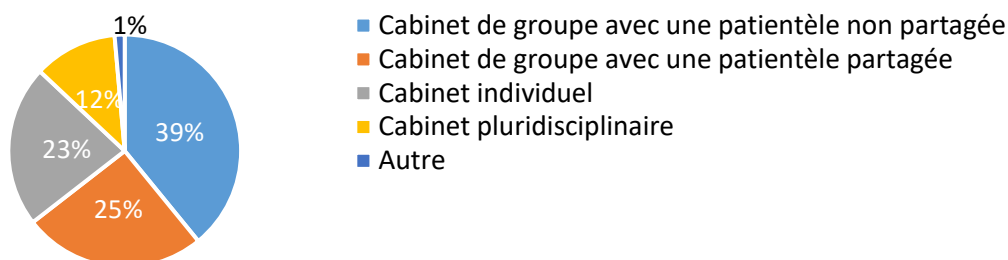 1%
12%
39%
23%
25%
Cabinet de groupe avec une patientèle non partagée
Cabinet de groupe avec une patientèle partagée
Cabinet individuel
Cabinet pluridisciplinaire
Autre